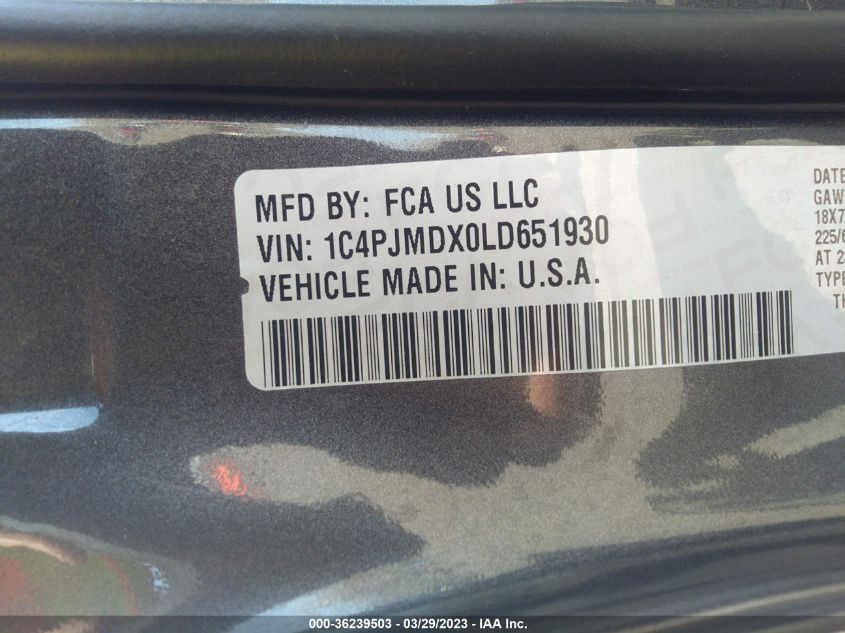 MFD BY: FCA US LLC
VIN: 1C4PJMDX0LD651930
VEHICLE MADE IN: U.S.A.
DATE
GAW
18X7
225/6
AT 2
TYPE
TH
000-36239503 - 03/29/2023 - IAA Inc.